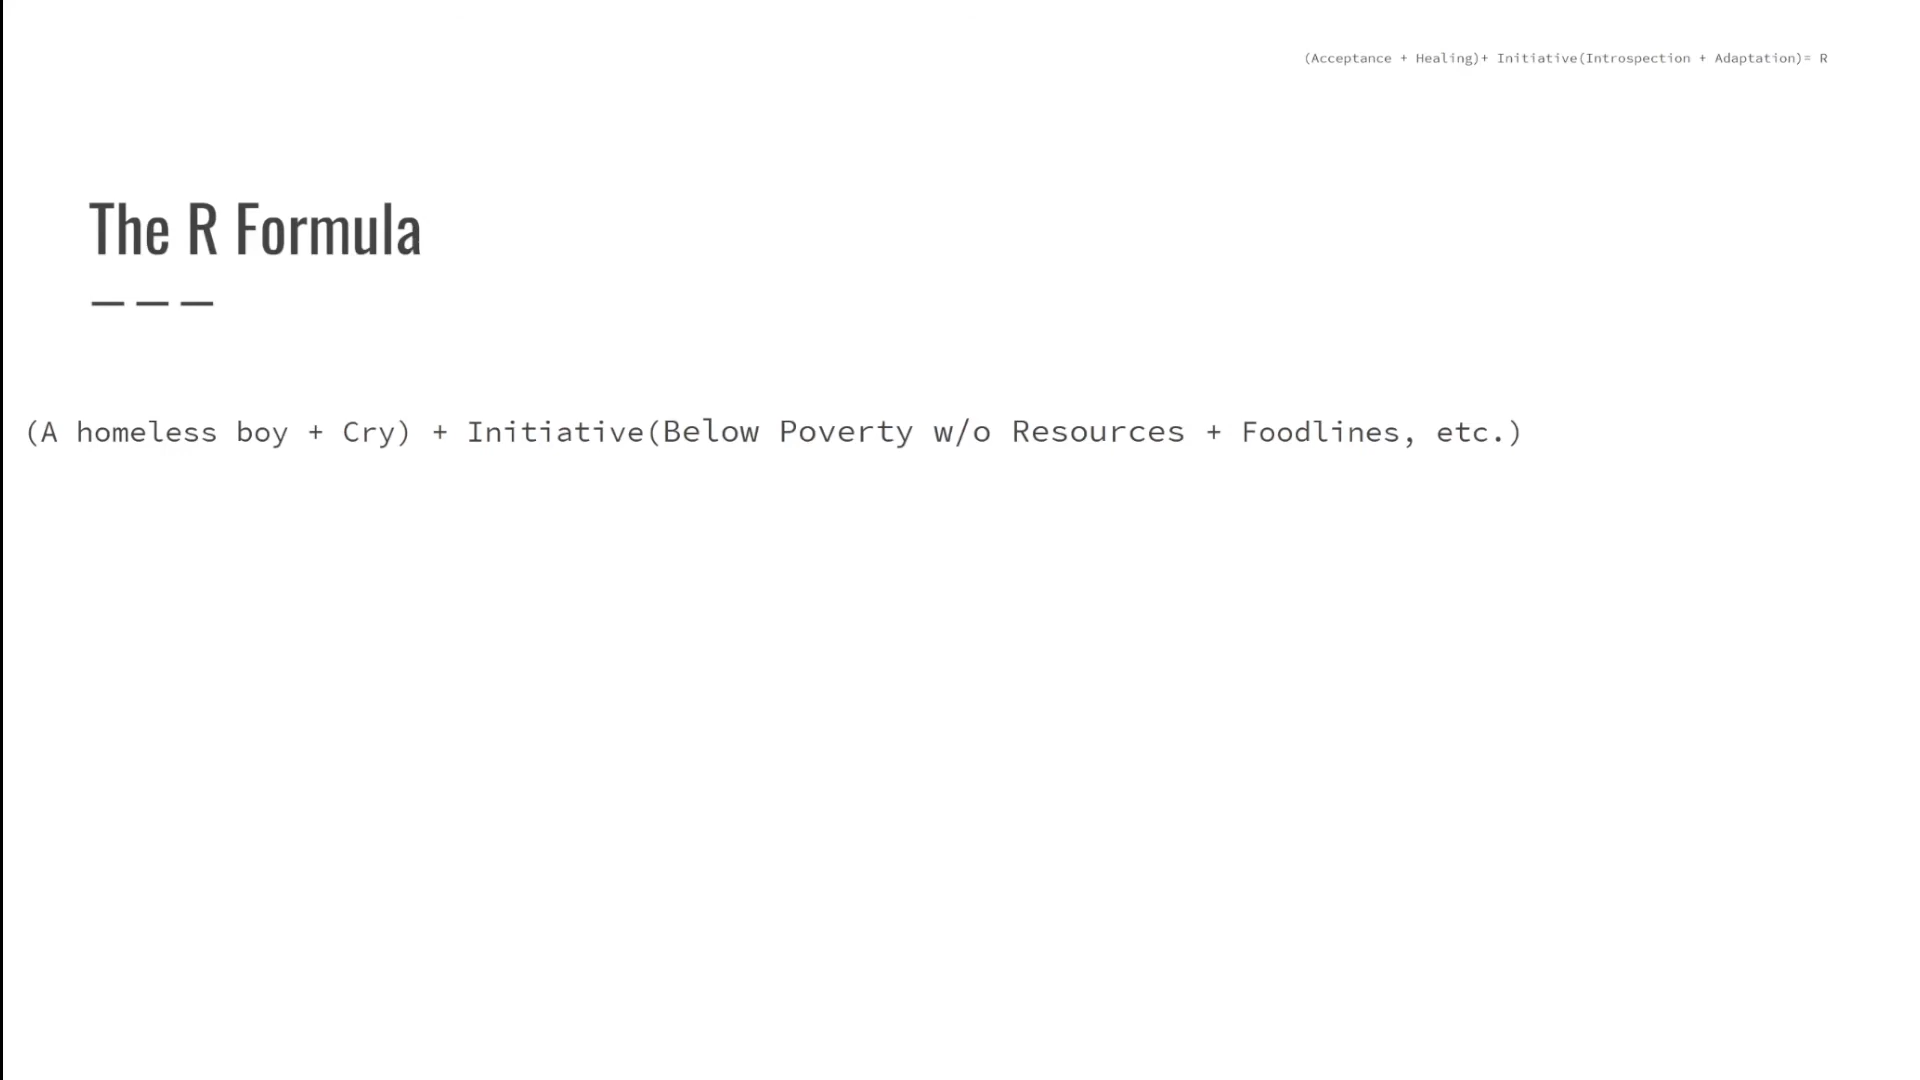 (Acceptance + Healing)+ Initiative(Introspection + Adaptation)= R
The R Formula
(A homeless boy + Cry) + Initiative(Below Poverty w/o Resources + Foodlines, etc.)